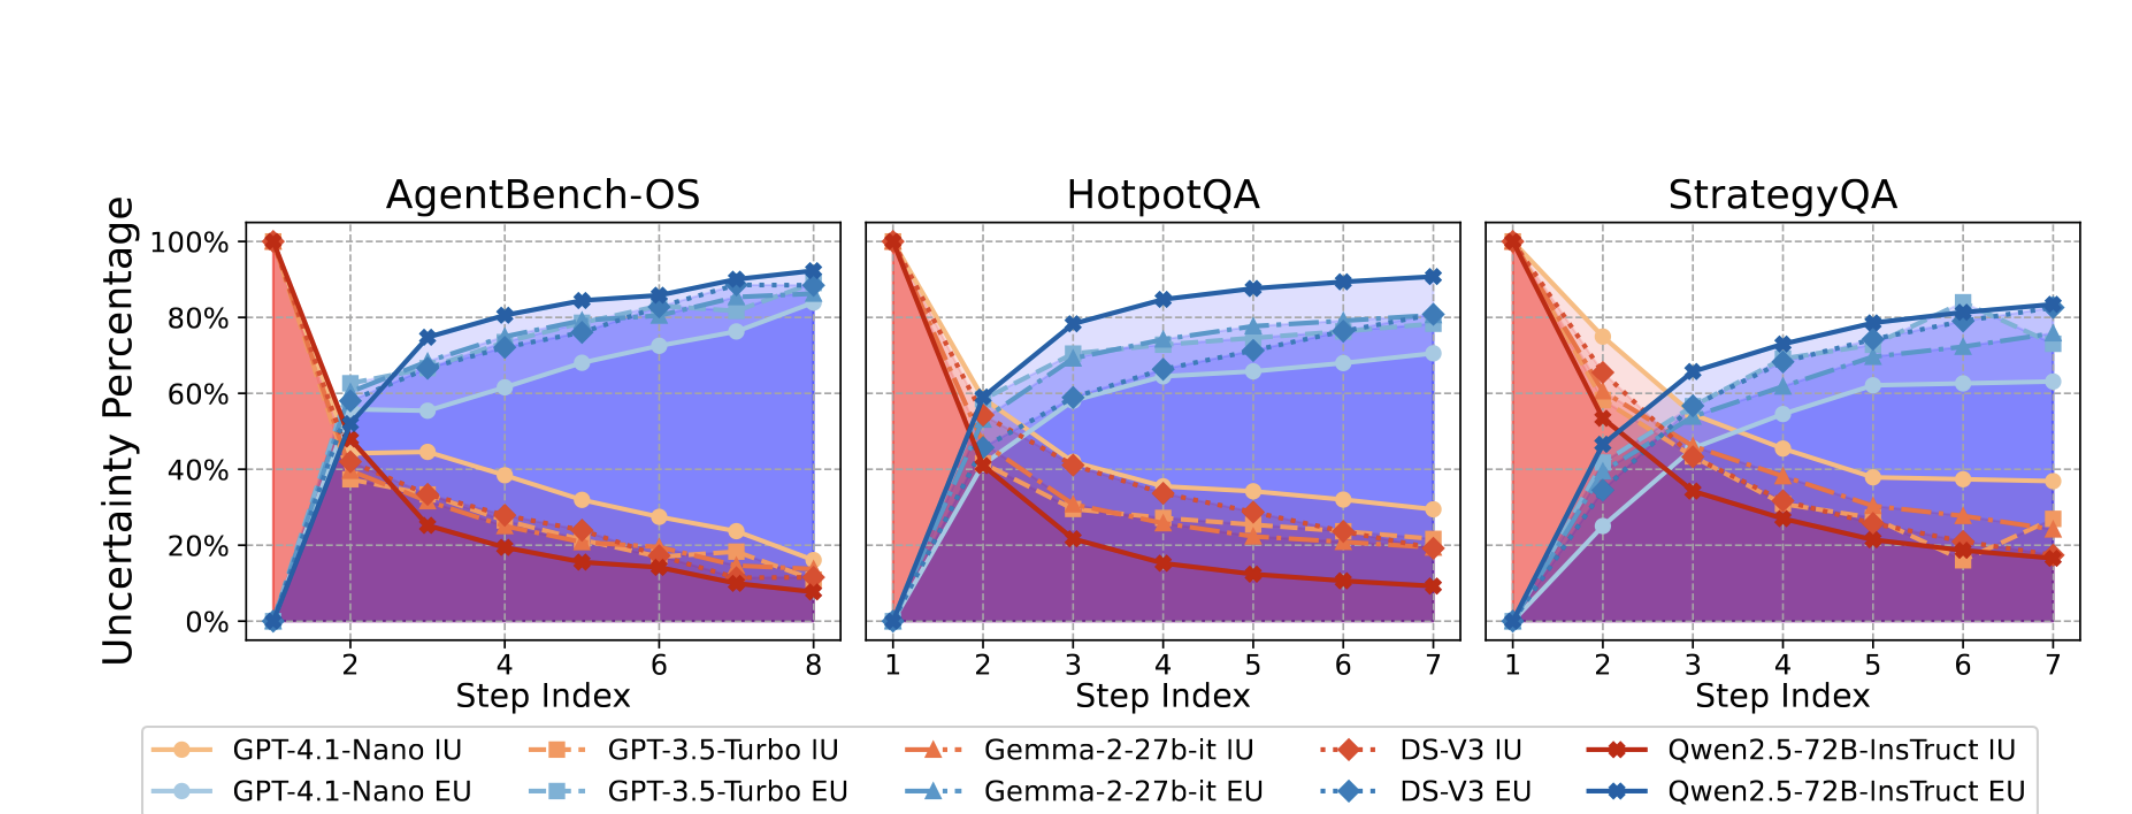 AgentBench-OS HotpotQA StrategyQA
Uncertainty Percentage
100%
80%
60%
40%
20%
0%
2 4 6 8 1 2 3 4 5 6 7 1 2 3 4 5 6 7
Step Index Step Index Step Index
GPT-4.1-Nano IU GPT-3.5-Turbo IU Gemma-2-27b-it IU DS-V3 IU Qwen2.5-72B-InsTruct IU
GPT-4.1-Nano EU GPT-3.5-Turbo EU Gemma-2-27b-it EU DS-V3 EU Qwen2.5-72B-InsTruct EU